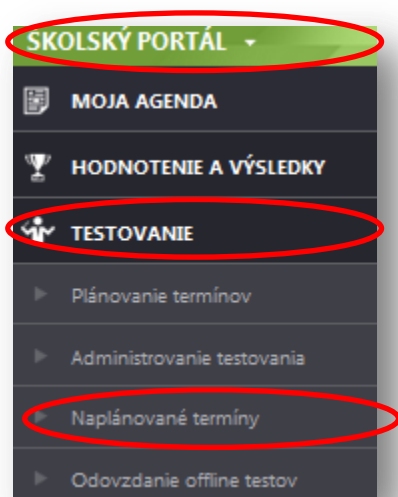 ŠKOLSKÝ PORTÁL
MOJA AGENDA
HODNOTENIE A VÝSLEDKY
TESTOVANIE
Plánovanie termínov
Administrovanie testovania
Naplánované termíny
Odovzdanie offline testov